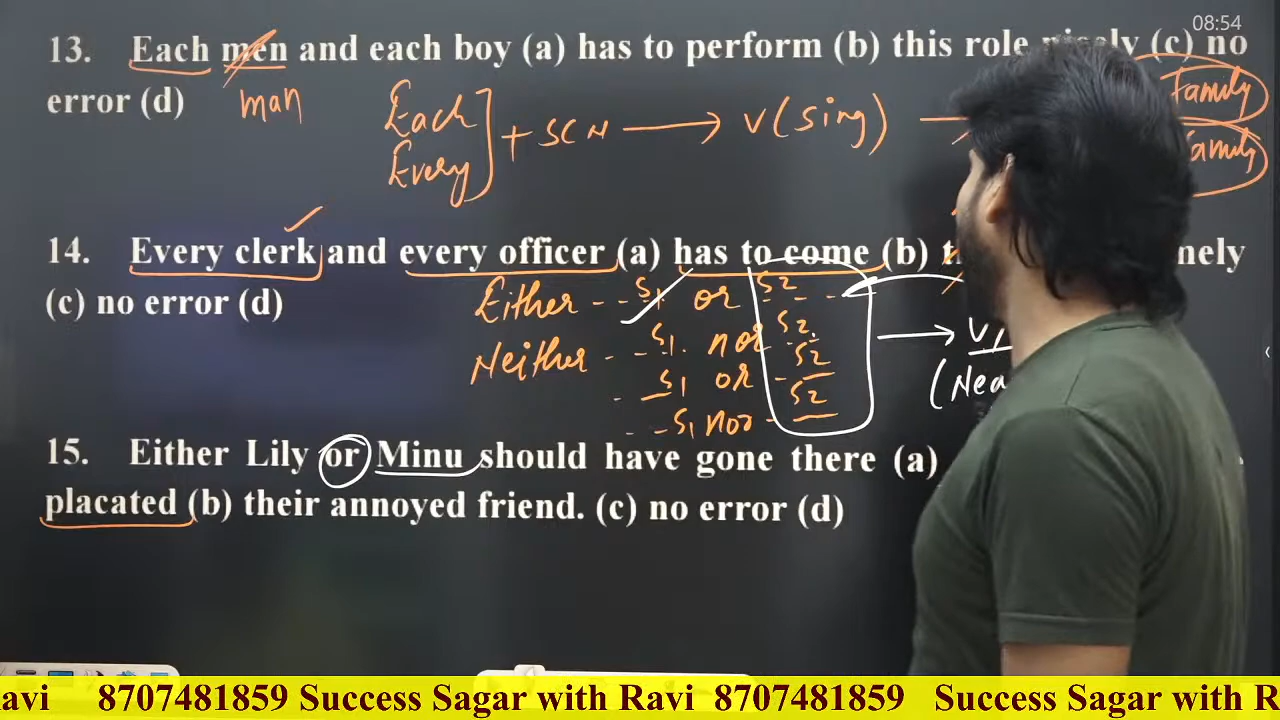 08:54
13. Each men and each boy (a) has to perform (b) this role nicely (c) no
error (d)
man
Each
Every
+ SCN → V (sing)
Family
Family
14. Every clerk and every officer (a) has to come (b)
(c) no error (d)
Either - - S1 or S2
Neither - - S1 nor S2
S1 or S2
S1 nor S2
15. Either Lily or Minu should have gone there (a)
placated (b) their annoyed friend. (c) no error (d)
8707481859 Success Sagar with Ravi 8707481859 Success Sagar with